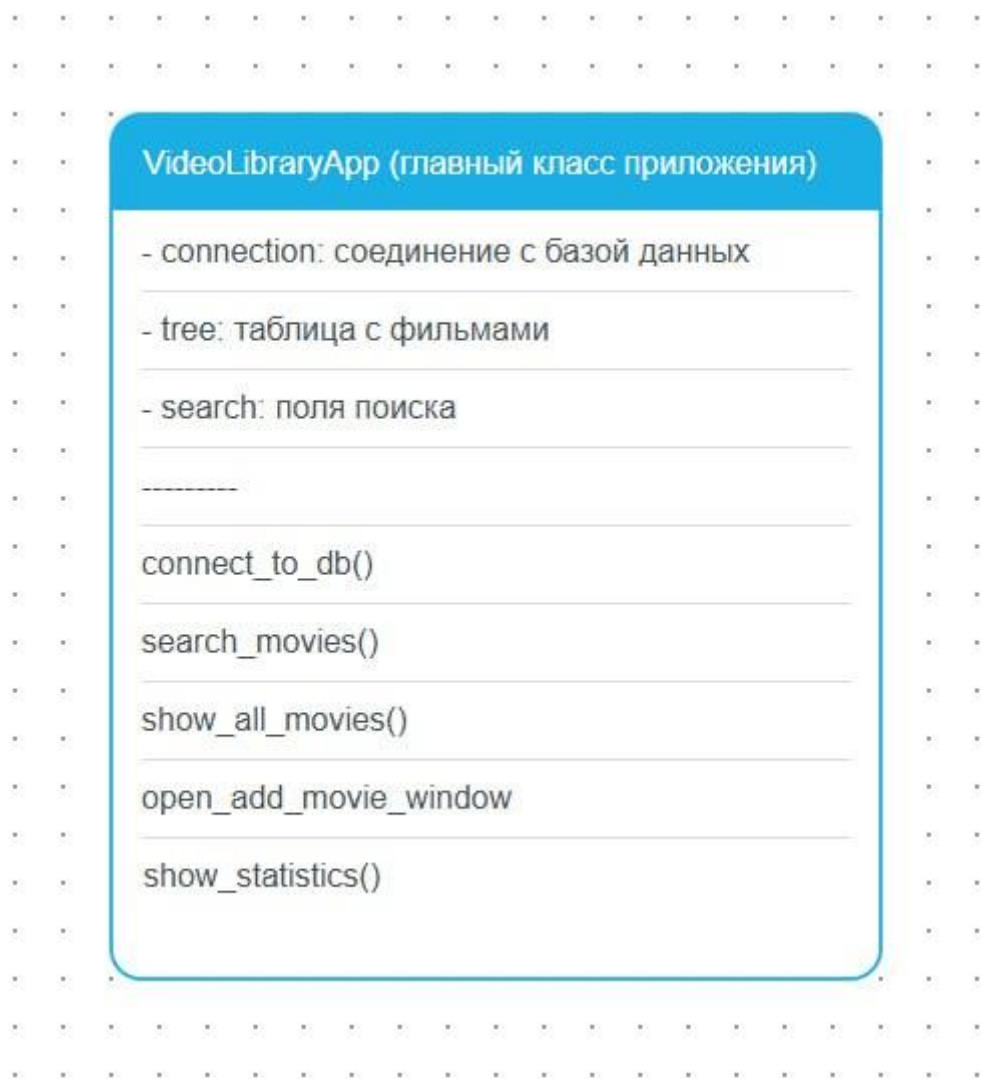 VideoLibraryApp (главный класс приложения)
- connection: соединение с базой данных
- tree: таблица с фильмами
- search: поля поиска
---------
connect_to_db()
search_movies()
show_all_movies()
open_add_movie_window
show_statistics()